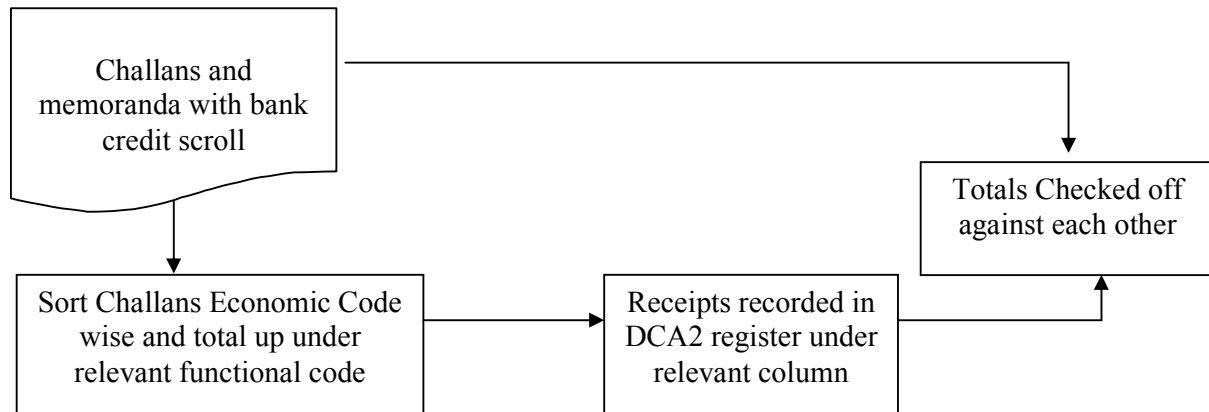 Challans and
memoranda with bank
credit scroll
Totals Checked off
against each other
Sort Challans Economic Code
wise and total up under
relevant functional code
Receipts recorded in
DCA2 register under
relevant column